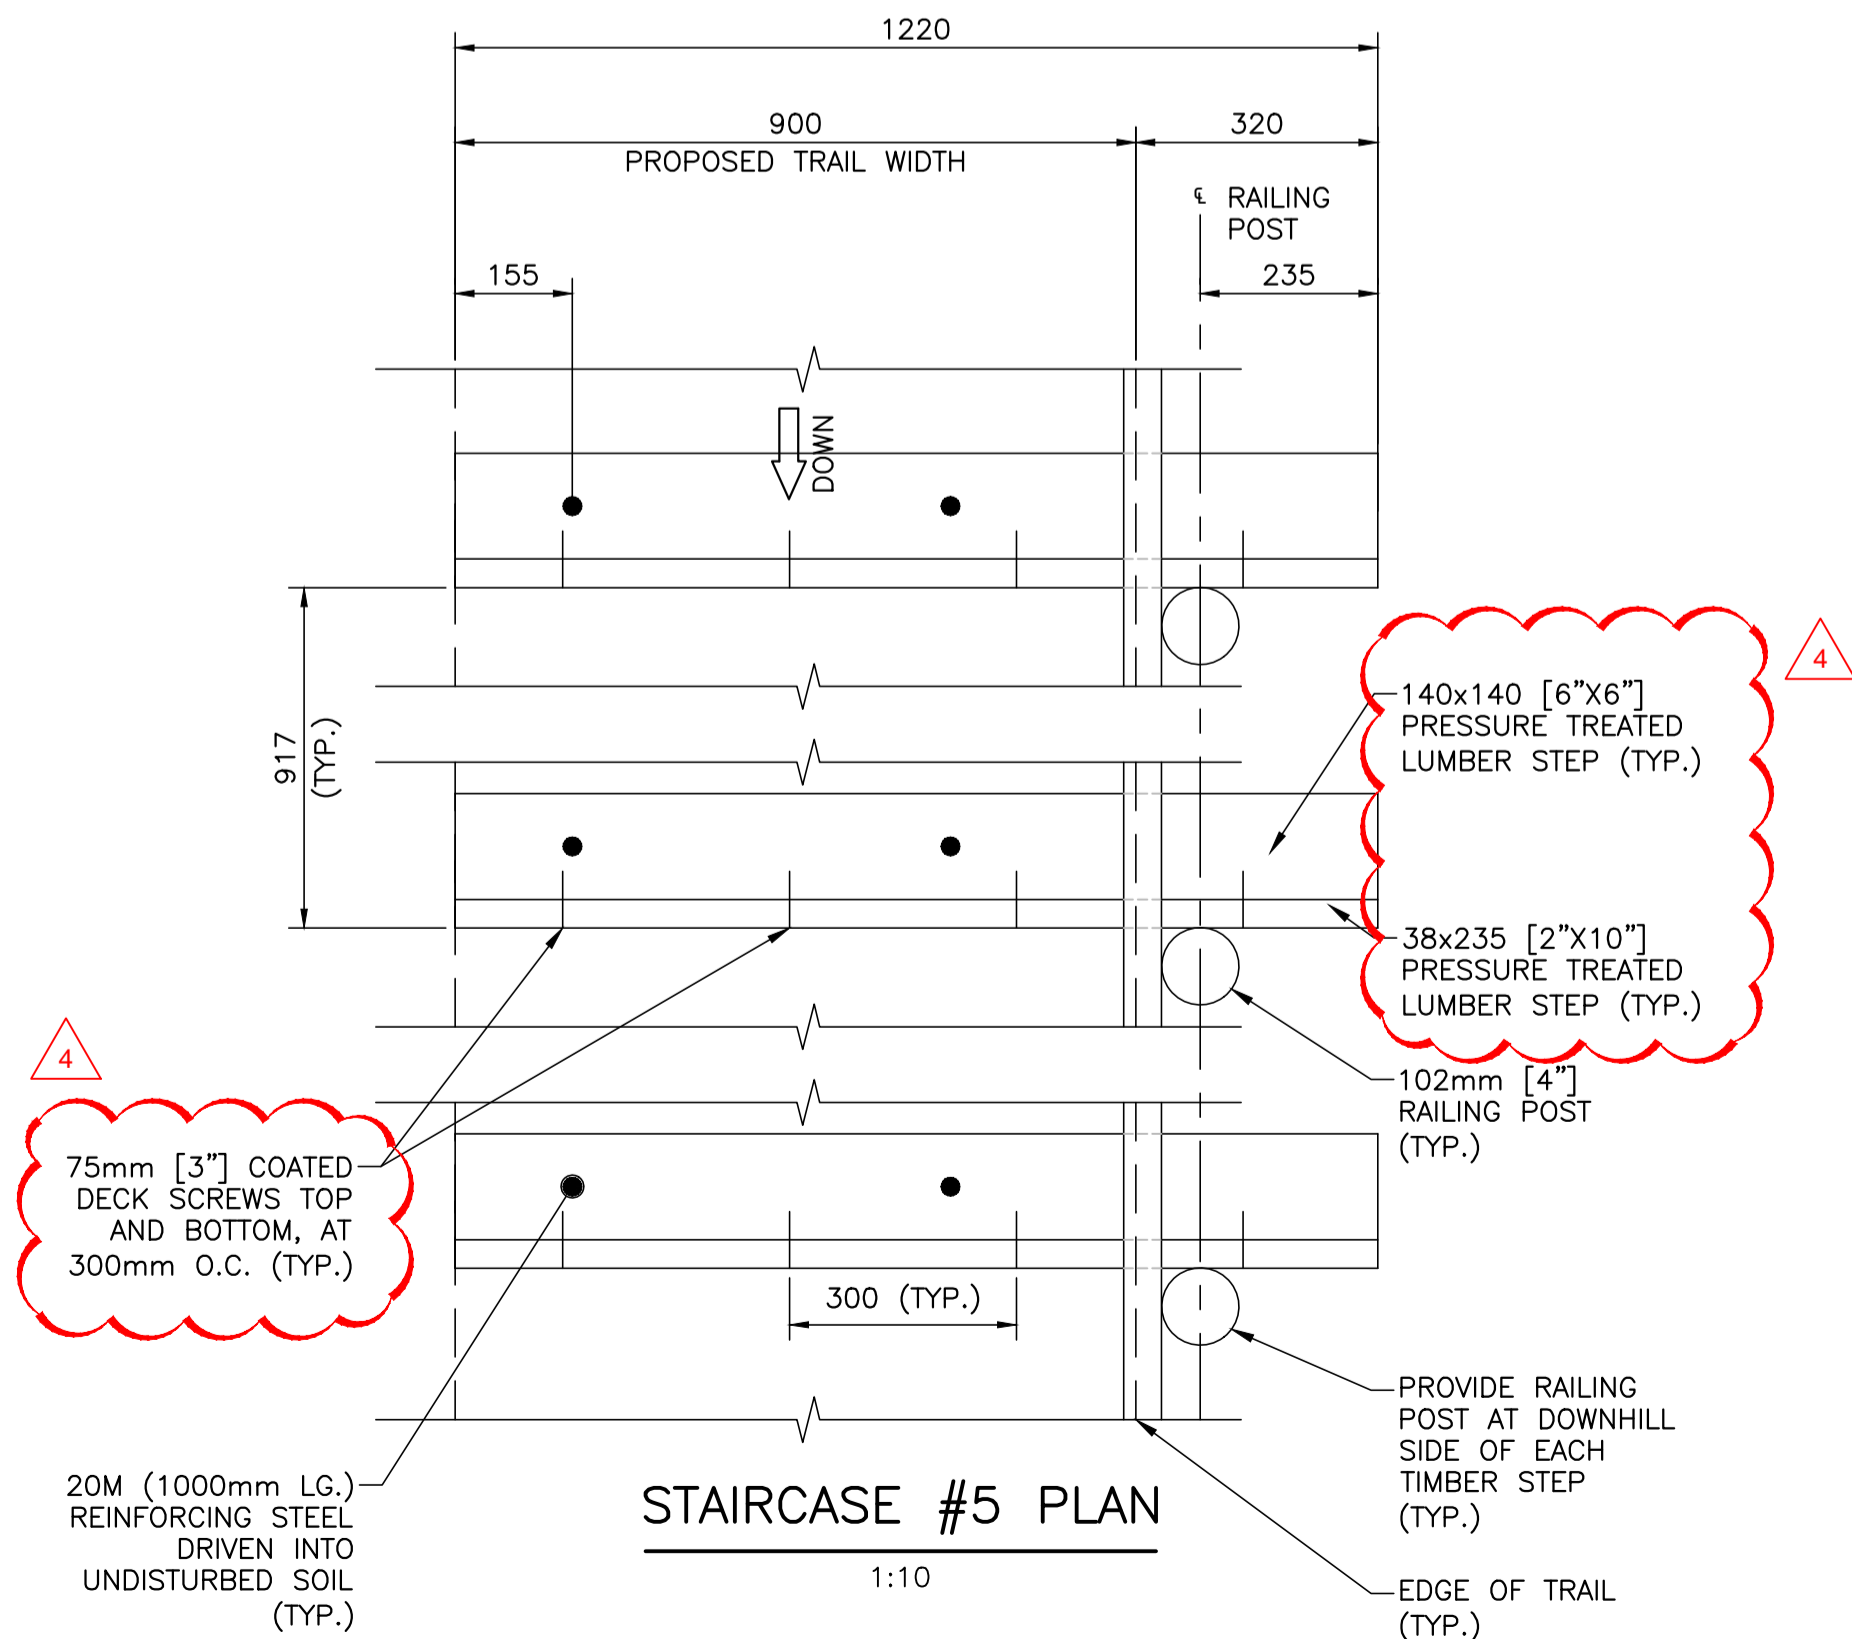 1220
900
PROPOSED TRAIL WIDTH
320
℄ RAILING
POST
155
235
DOWN
917
(TYP.)
4
140x140 [6"X6"]
PRESSURE TREATED
LUMBER STEP (TYP.)
38x235 [2"X10"]
PRESSURE TREATED
LUMBER STEP (TYP.)
102mm [4"]
RAILING POST
(TYP.)
4
75mm [3"] COATED
DECK SCREWS TOP
AND BOTTOM, AT
300mm O.C. (TYP.)
300 (TYP.)
PROVIDE RAILING
POST AT DOWNHILL
SIDE OF EACH
TIMBER STEP
(TYP.)
20M (1000mm LG.)
REINFORCING STEEL
DRIVEN INTO
UNDISTURBED SOIL
(TYP.)
STAIRCASE #5 PLAN
1:10
EDGE OF TRAIL
(TYP.)